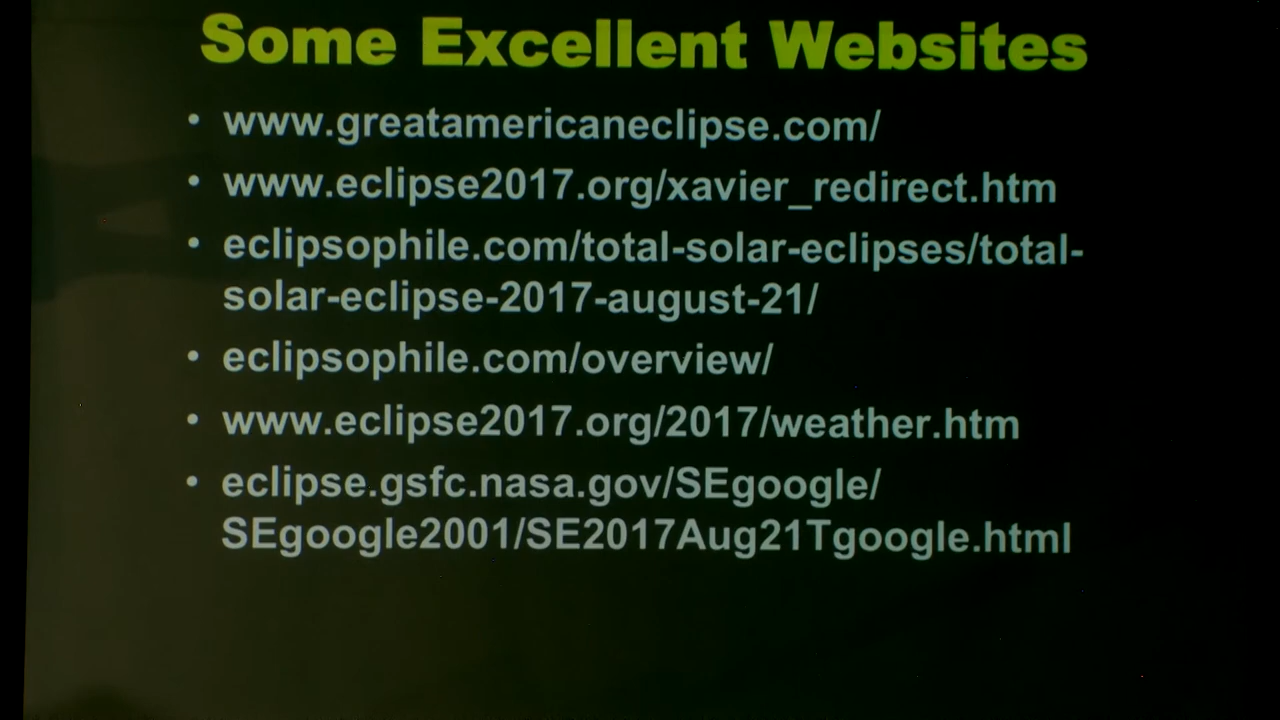 Some Excellent Websites
• www.greatamericaneclipse.com/
• www.eclipse2017.org/xavier_redirect.htm
• eclipsophile.com/total-solar-eclipses/total-
solar-eclipse-2017-august-21/
• eclipsophile.com/overview/
• www.eclipse2017.org/2017/weather.htm
• eclipse.gsfc.nasa.gov/SEgoogle/
SEgoogle2001/SE2017Aug21Tgoogle.html